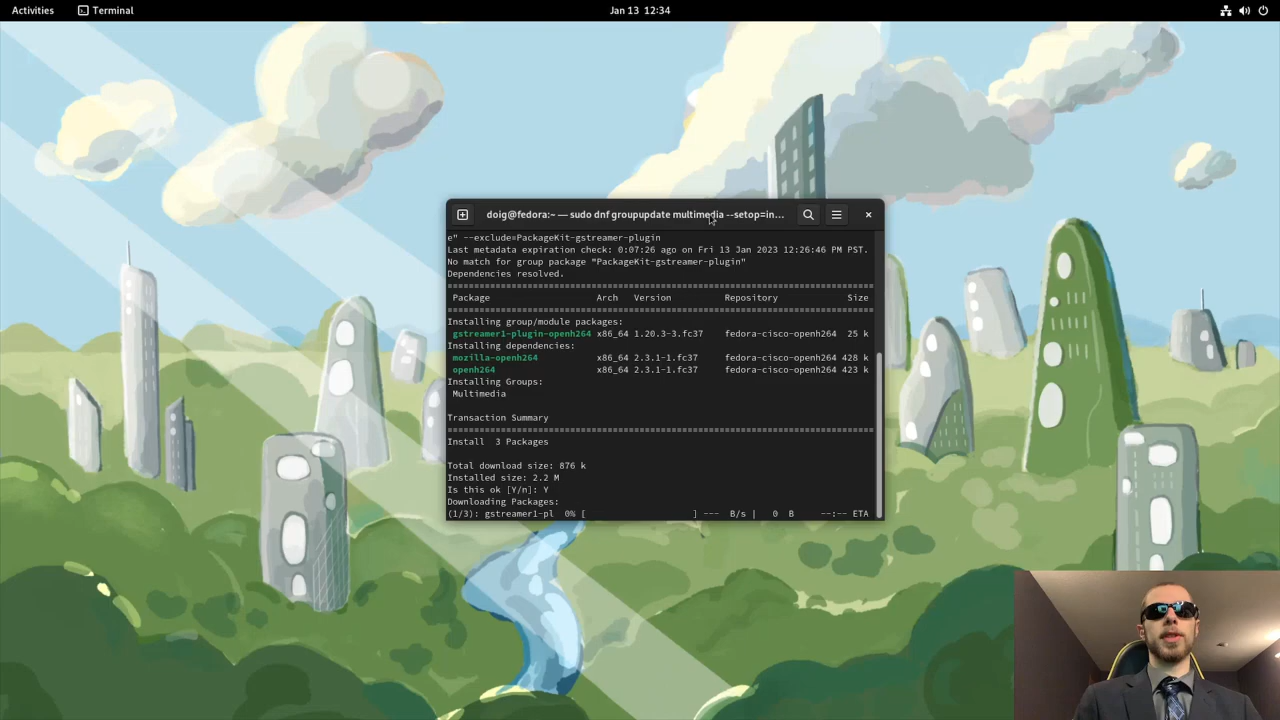 Activities Terminal Jan 13 12:34
doig@fedora:~ — sudo dnf groupupdate multimedia --setop=in…
e" --exclude=PackageKit-gstreamer-plugin
Last metadata expiration check: 0:07:26 ago on Fri 13 Jan 2023 12:26:46 PM PST.
No match for group package "PackageKit-gstreamer-plugin"
Dependencies resolved.
================================================================================
Package Arch Version Repository Size
================================================================================
Installing group/module packages:
gstreamer1-plugin-openh264 x86_64 1.20.3-3.fc37 fedora-cisco-openh264 25 k
Installing dependencies:
mozilla-openh264 x86_64 2.3.1-1.fc37 fedora-cisco-openh264 428 k
openh264 x86_64 2.3.1-1.fc37 fedora-cisco-openh264 423 k
Installing Groups:
Multimedia
Transaction Summary
================================================================================
Install 3 Packages
Total download size: 876 k
Installed size: 2.2 M
Is this ok [Y/n]: Y
Downloading Packages:
(1/3): gstreamer1-pl 0% [ ] --- B/s | 0 B --:-- ETA